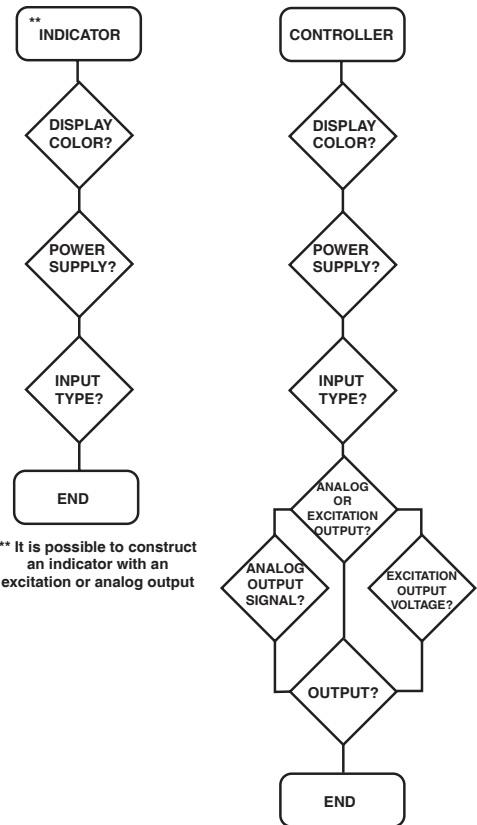 **
INDICATOR
DISPLAY
COLOR?
POWER
SUPPLY?
INPUT
TYPE?
END
** It is possible to construct
an indicator with an
excitation or analog output
CONTROLLER
DISPLAY
COLOR?
POWER
SUPPLY?
INPUT
TYPE?
ANALOG
OR
EXCITATION
OUTPUT?
ANALOG
OUTPUT
SIGNAL?
EXCITATION
OUTPUT
VOLTAGE?
OUTPUT?
END